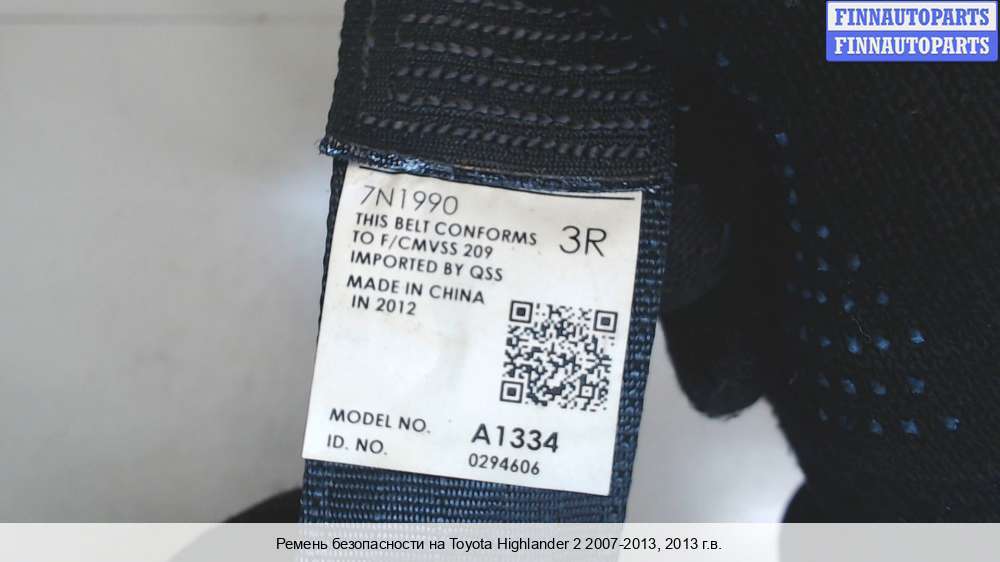 FINNAUTOPARTS
FINNAUTOPARTS
7N1990
THIS BELT CONFORMS
TO F/CMVSS 209
3R
IMPORTED BY QSS
MADE IN CHINA
IN 2012
MODEL NO. A1334
ID. NO. 0294606
Ремень безопасности на Toyota Highlander 2 2007-2013, 2013 г.в.